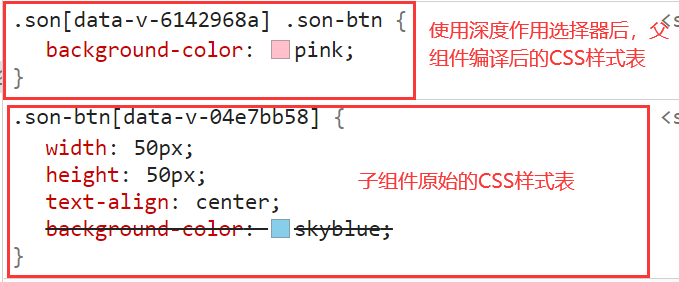 .son[data-v-6142968a] .son-btn {
background-color: pink;
}
使用深度作用选择器后，父
组件编译后的CSS样式表
<s
.son-btn[data-v-04e7bb58] {
width: 50px;
height: 50px;
text-align: center;
background-color: skyblue;
}
子组件原始的CSS样式表
<s